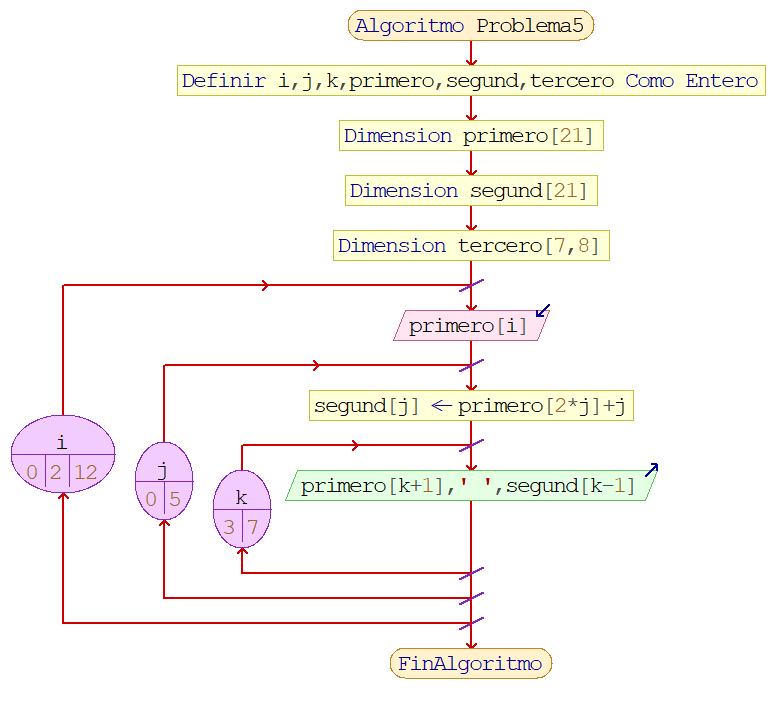 Algoritmo Problema5
Definir i,j,k,primero,segund,tercero Como Entero
Dimension primero[21]
Dimension segund[21]
Dimension tercero[7,8]
primero[i]
segund[j] ← primero[2*j]+j
i
0 2 12
j
0 5
k
3 7
primero[k+1],' ',segund[k-1]
FinAlgoritmo